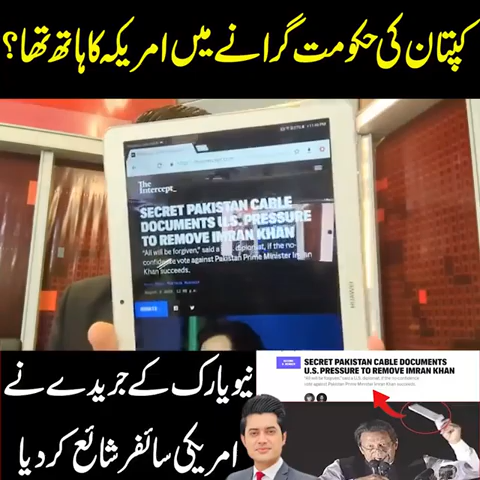 کپتان کی حکومت گرانے میں امریکہ کا ہاتھ تھا؟
The
Intercept_
SECRET PAKISTAN CABLE
DOCUMENTS U.S. PRESSURE
TO REMOVE IMRAN KHAN
"All will be forgiven," said a U.S. diplomat, if the no-
confidence vote against Pakistan Prime Minister Imran
Khan succeeds.
HUAWEI
نیویارک کے جریدے نے
امریکی سائفر شائع کر دیا
SECRET PAKISTAN CABLE DOCUMENTS
U.S. PRESSURE TO REMOVE IMRAN KHAN